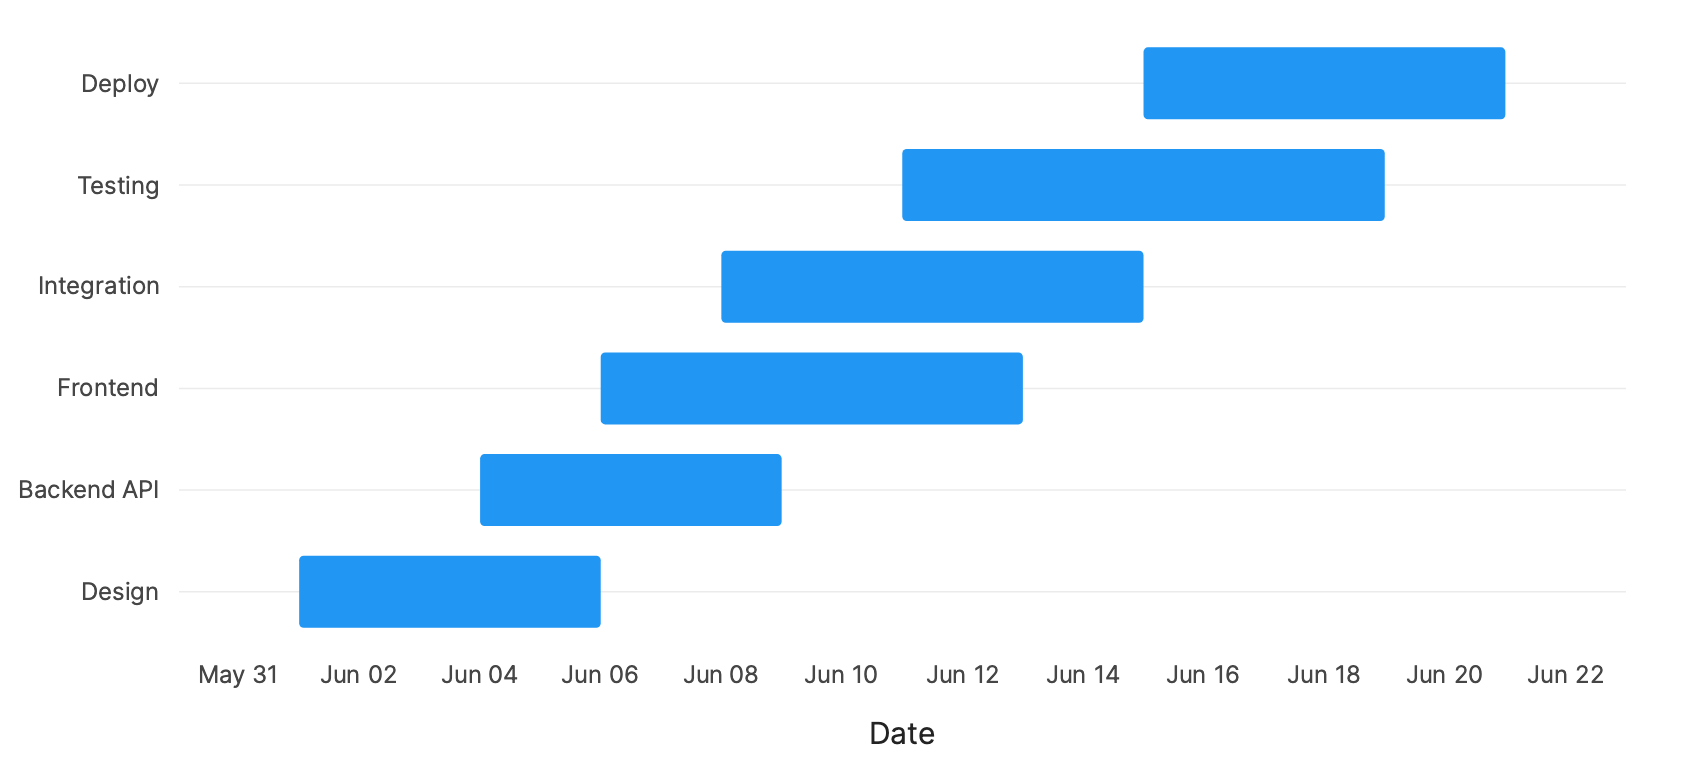 Deploy
Testing
Integration
Frontend
Backend API
Design
May 31 Jun 02 Jun 04 Jun 06 Jun 08 Jun 10 Jun 12 Jun 14 Jun 16 Jun 18 Jun 20 Jun 22
Date